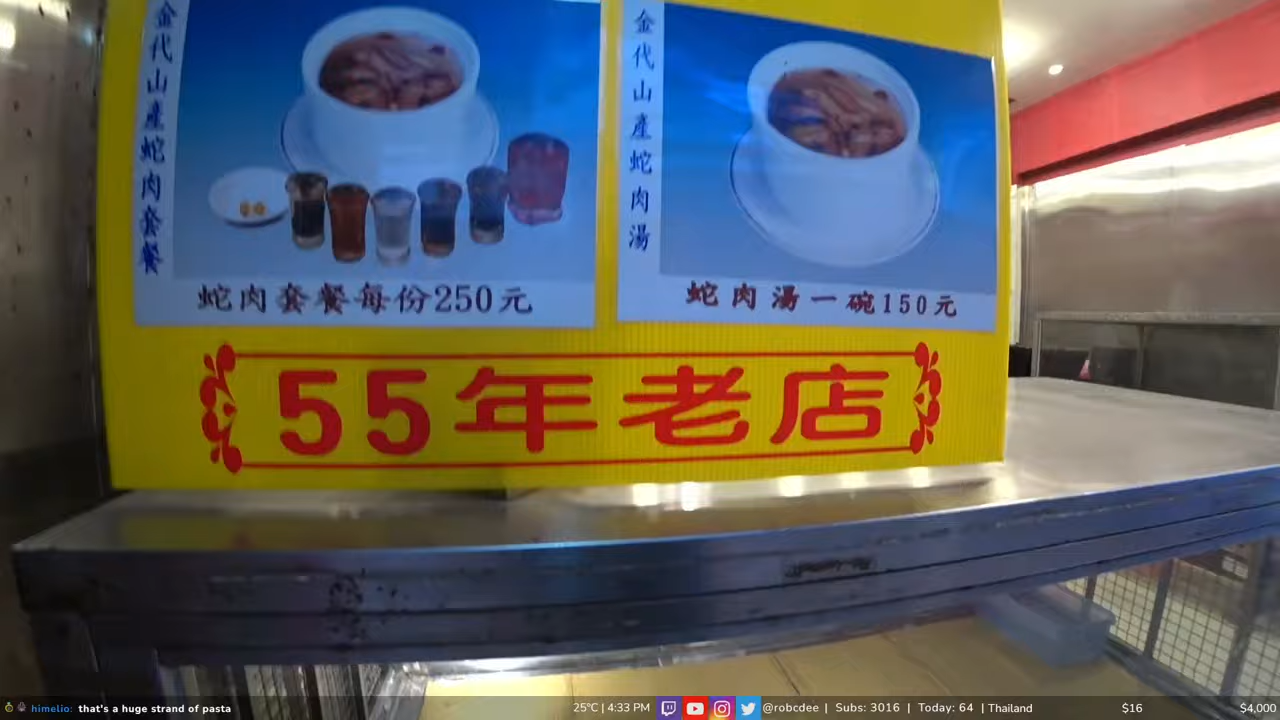 金代山產蛇肉套餐
蛇肉套餐每份250元
金代山產蛇肉湯
蛇肉湯一碗150元
55年老店
himelio: that's a huge strand of pasta
25°C | 4:33 PM
@robcdee | Subs: 3016 | Today: 64 | Thailand
$16
$4,000